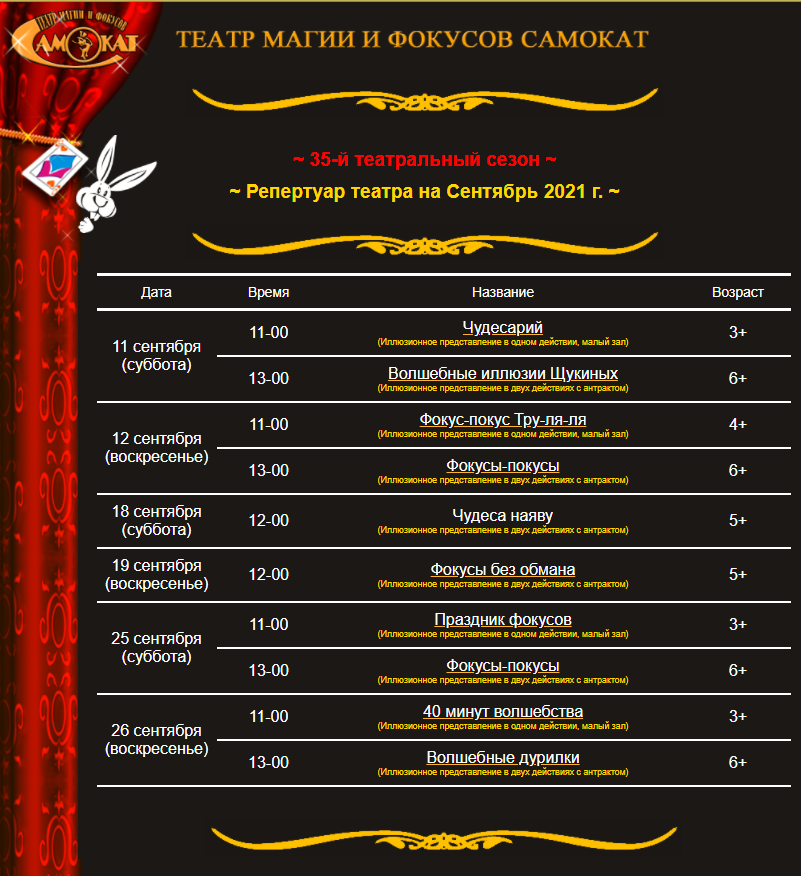 ТЕАТР МАГИИ И ФОКУСОВ
САМОКАТ
ТЕАТР МАГИИ И ФОКУСОВ САМОКАТ
~ 35-й театральный сезон ~
~ Репертуар театра на Сентябрь 2021 г. ~
Дата Время Название Возраст
11 сентября
(суббота)
11-00 Чудесарий 3+
(Иллюзионное представление в одном действии, малый зал)
13-00 Волшебные иллюзии Щукиных 6+
(Иллюзионное представление в двух действиях с антрактом)
12 сентября
(воскресенье)
11-00 Фокус-покус Тру-ля-ля 4+
(Иллюзионное представление в одном действии, малый зал)
13-00 Фокусы-покусы 6+
(Иллюзионное представление в двух действиях с антрактом)
18 сентября
(суббота)
12-00 Чудеса наяву 5+
(Иллюзионное представление в двух действиях с антрактом)
19 сентября
(воскресенье)
12-00 Фокусы без обмана 5+
(Иллюзионное представление в двух действиях с антрактом)
25 сентября
(суббота)
11-00 Праздник фокусов 3+
(Иллюзионное представление в одном действии, малый зал)
13-00 Фокусы-покусы 6+
(Иллюзионное представление в двух действиях с антрактом)
26 сентября
(воскресенье)
11-00 40 минут волшебства 3+
(Иллюзионное представление в одном действии, малый зал)
13-00 Волшебные дурилки 6+
(Иллюзионное представление в двух действиях с антрактом)